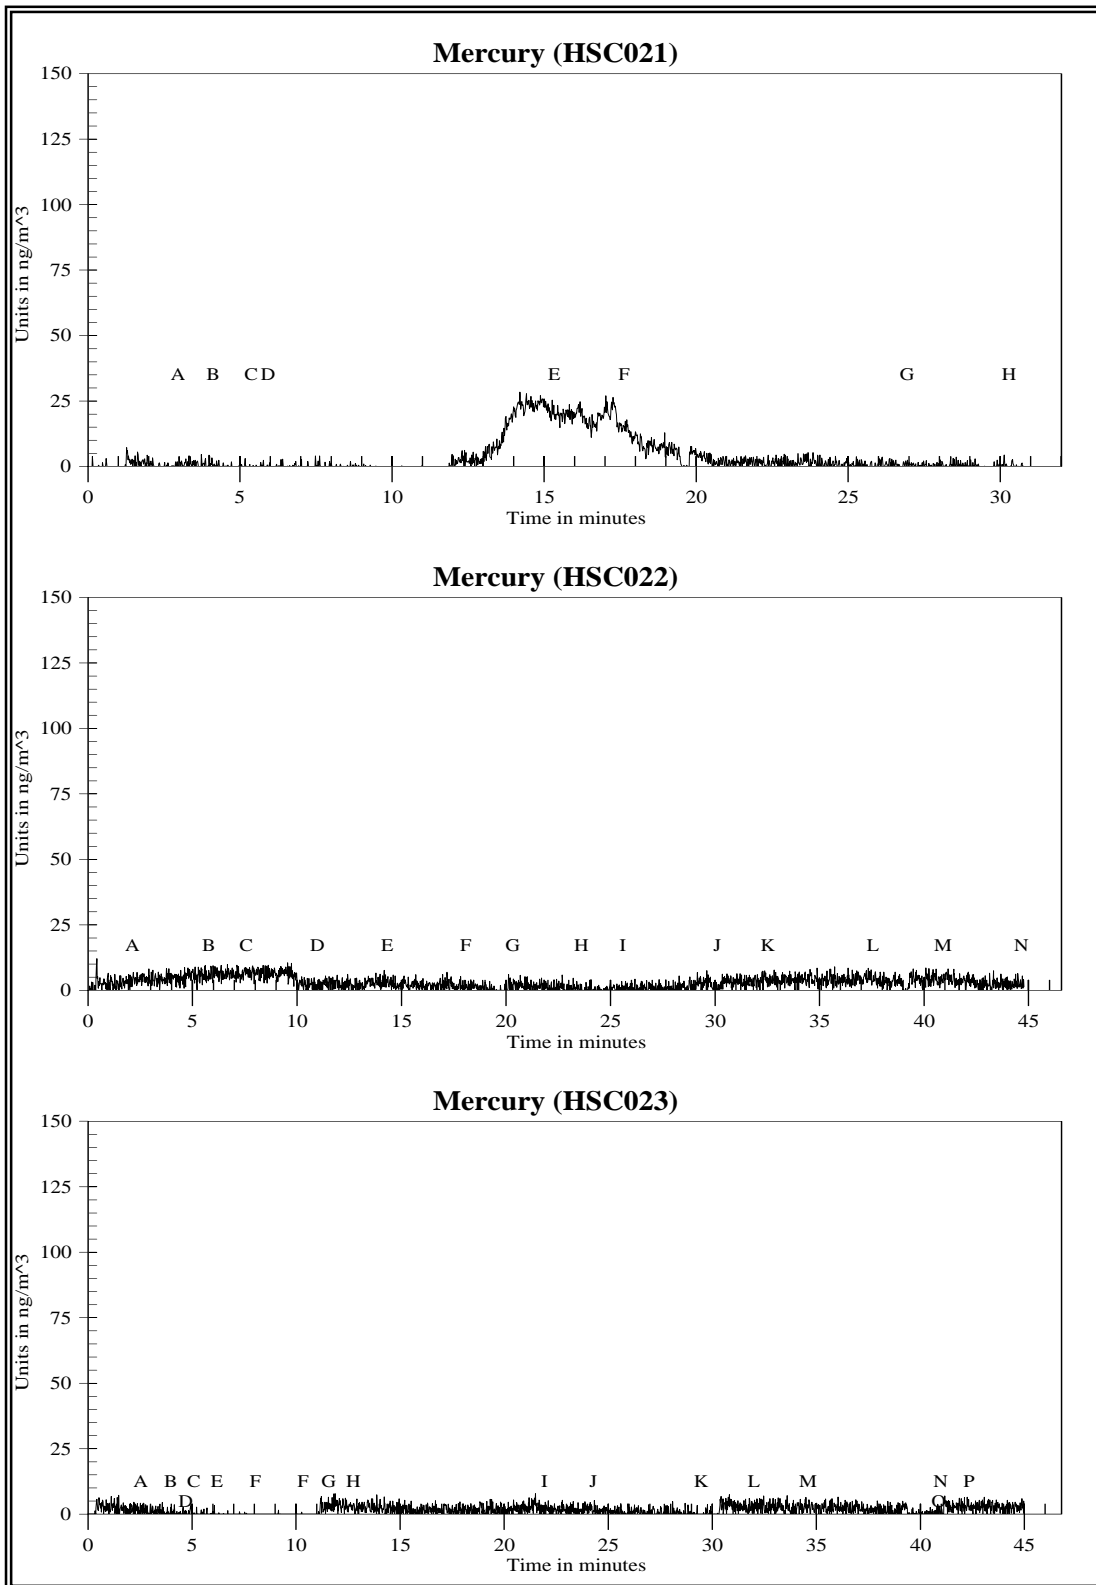 Mercury (HSC021)
Units in ng/m^3
150
125
100
75
50
25
0
A B C D E F G H
0 5 10 15 20 25 30
Time in minutes
Mercury (HSC022)
Units in ng/m^3
150
125
100
75
50
25
0
A B C D E F G H I J K L M N
0 5 10 15 20 25 30 35 40 45
Time in minutes
Mercury (HSC023)
Units in ng/m^3
150
125
100
75
50
25
0
A B C E F F G H I J K L M N P
D O
0 5 10 15 20 25 30 35 40 45
Time in minutes